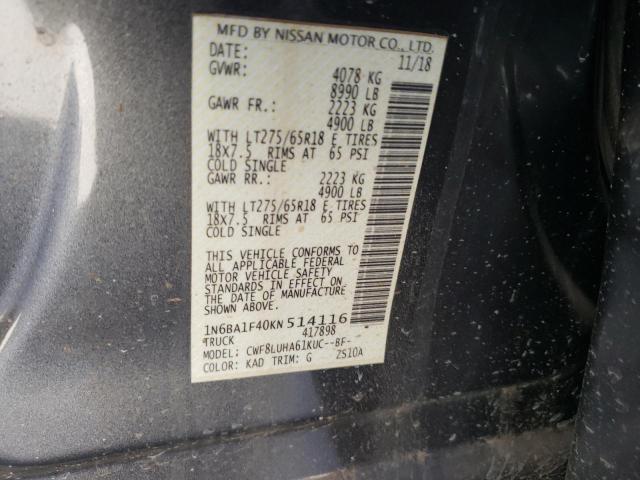 MFD BY NISSAN MOTOR CO., LTD.
DATE: 11/18
GVWR: 4078 KG
8990 LB
GAWR FR.: 2223 KG
4900 LB
WITH LT275/65R18 E TIRES
18X7.5 RIMS AT 65 PSI
COLD SINGLE
GAWR RR.: 2223 KG
4900 LB
WITH LT275/65R18 E TIRES
18X7.5 RIMS AT 65 PSI
COLD SINGLE
THIS VEHICLE CONFORMS TO
ALL APPLICABLE FEDERAL
MOTOR VEHICLE SAFETY
STANDARDS IN EFFECT ON
THE DATE OF MANUFACTURE
SHOWN ABOVE.
1N6BA1F40KN514116
TRUCK 417898
MODEL: CWF8LUHA61KUC--BF-
COLOR: KAD TRIM: G ZS10A